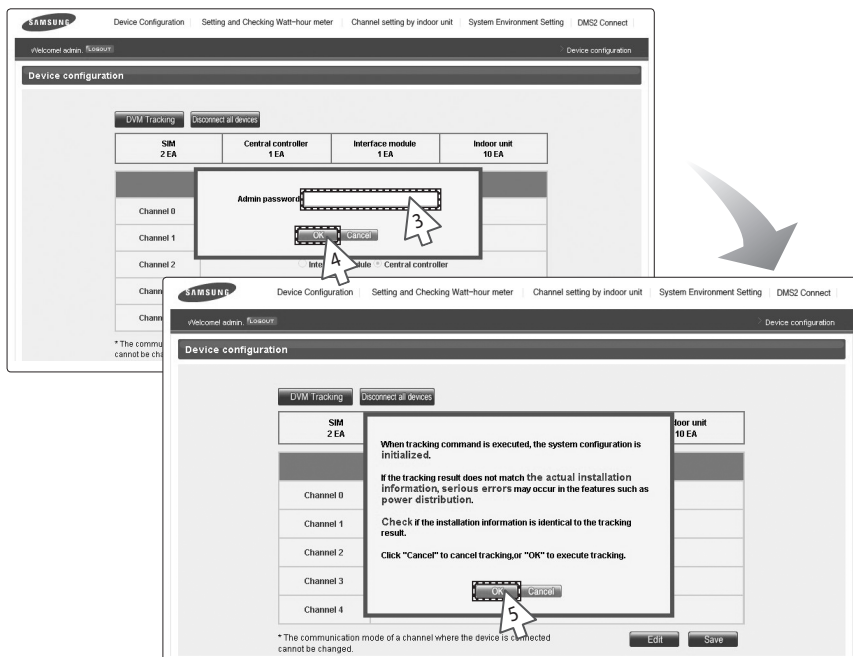 SAMSUNG
Device Configuration Setting and Checking Watt-hour meter Channel setting by indoor unit System Environment Setting DMS2 Connect
Welcome! admin. LOGOUT > Device configuration
Device configuration
DVM Tracking Disconnect all devices
SIM Central controller Interface module Indoor unit
2 EA 1 EA 1 EA 10 EA
Admin password
3
Channel 0
OK Cancel
Channel 1
4
Channel 2 Central controller
* The
cannot be
SAMSUNG
Device Configuration Setting and Checking Watt-hour meter Channel setting by indoor unit System Environment Setting DMS2 Connect
Welcome! admin. LOGOUT > Device configuration
Device configuration
DVM Tracking Disconnect all devices
SIM
2 EA 10 EA
When tracking command is executed, the system configuration is
initialized.
If the tracking result does not match the actual installation
information, serious errors may occur in the features such as
power distribution.
Check if the installation information is identical to the tracking
result.
Click "Cancel" to cancel tracking,or "OK" to execute tracking.
OK Cancel
5
Channel 0
Channel 1
Channel 2
Channel 3
Channel 4
* The communication mode of a channel where the device is connected
cannot be changed.
Edit Save